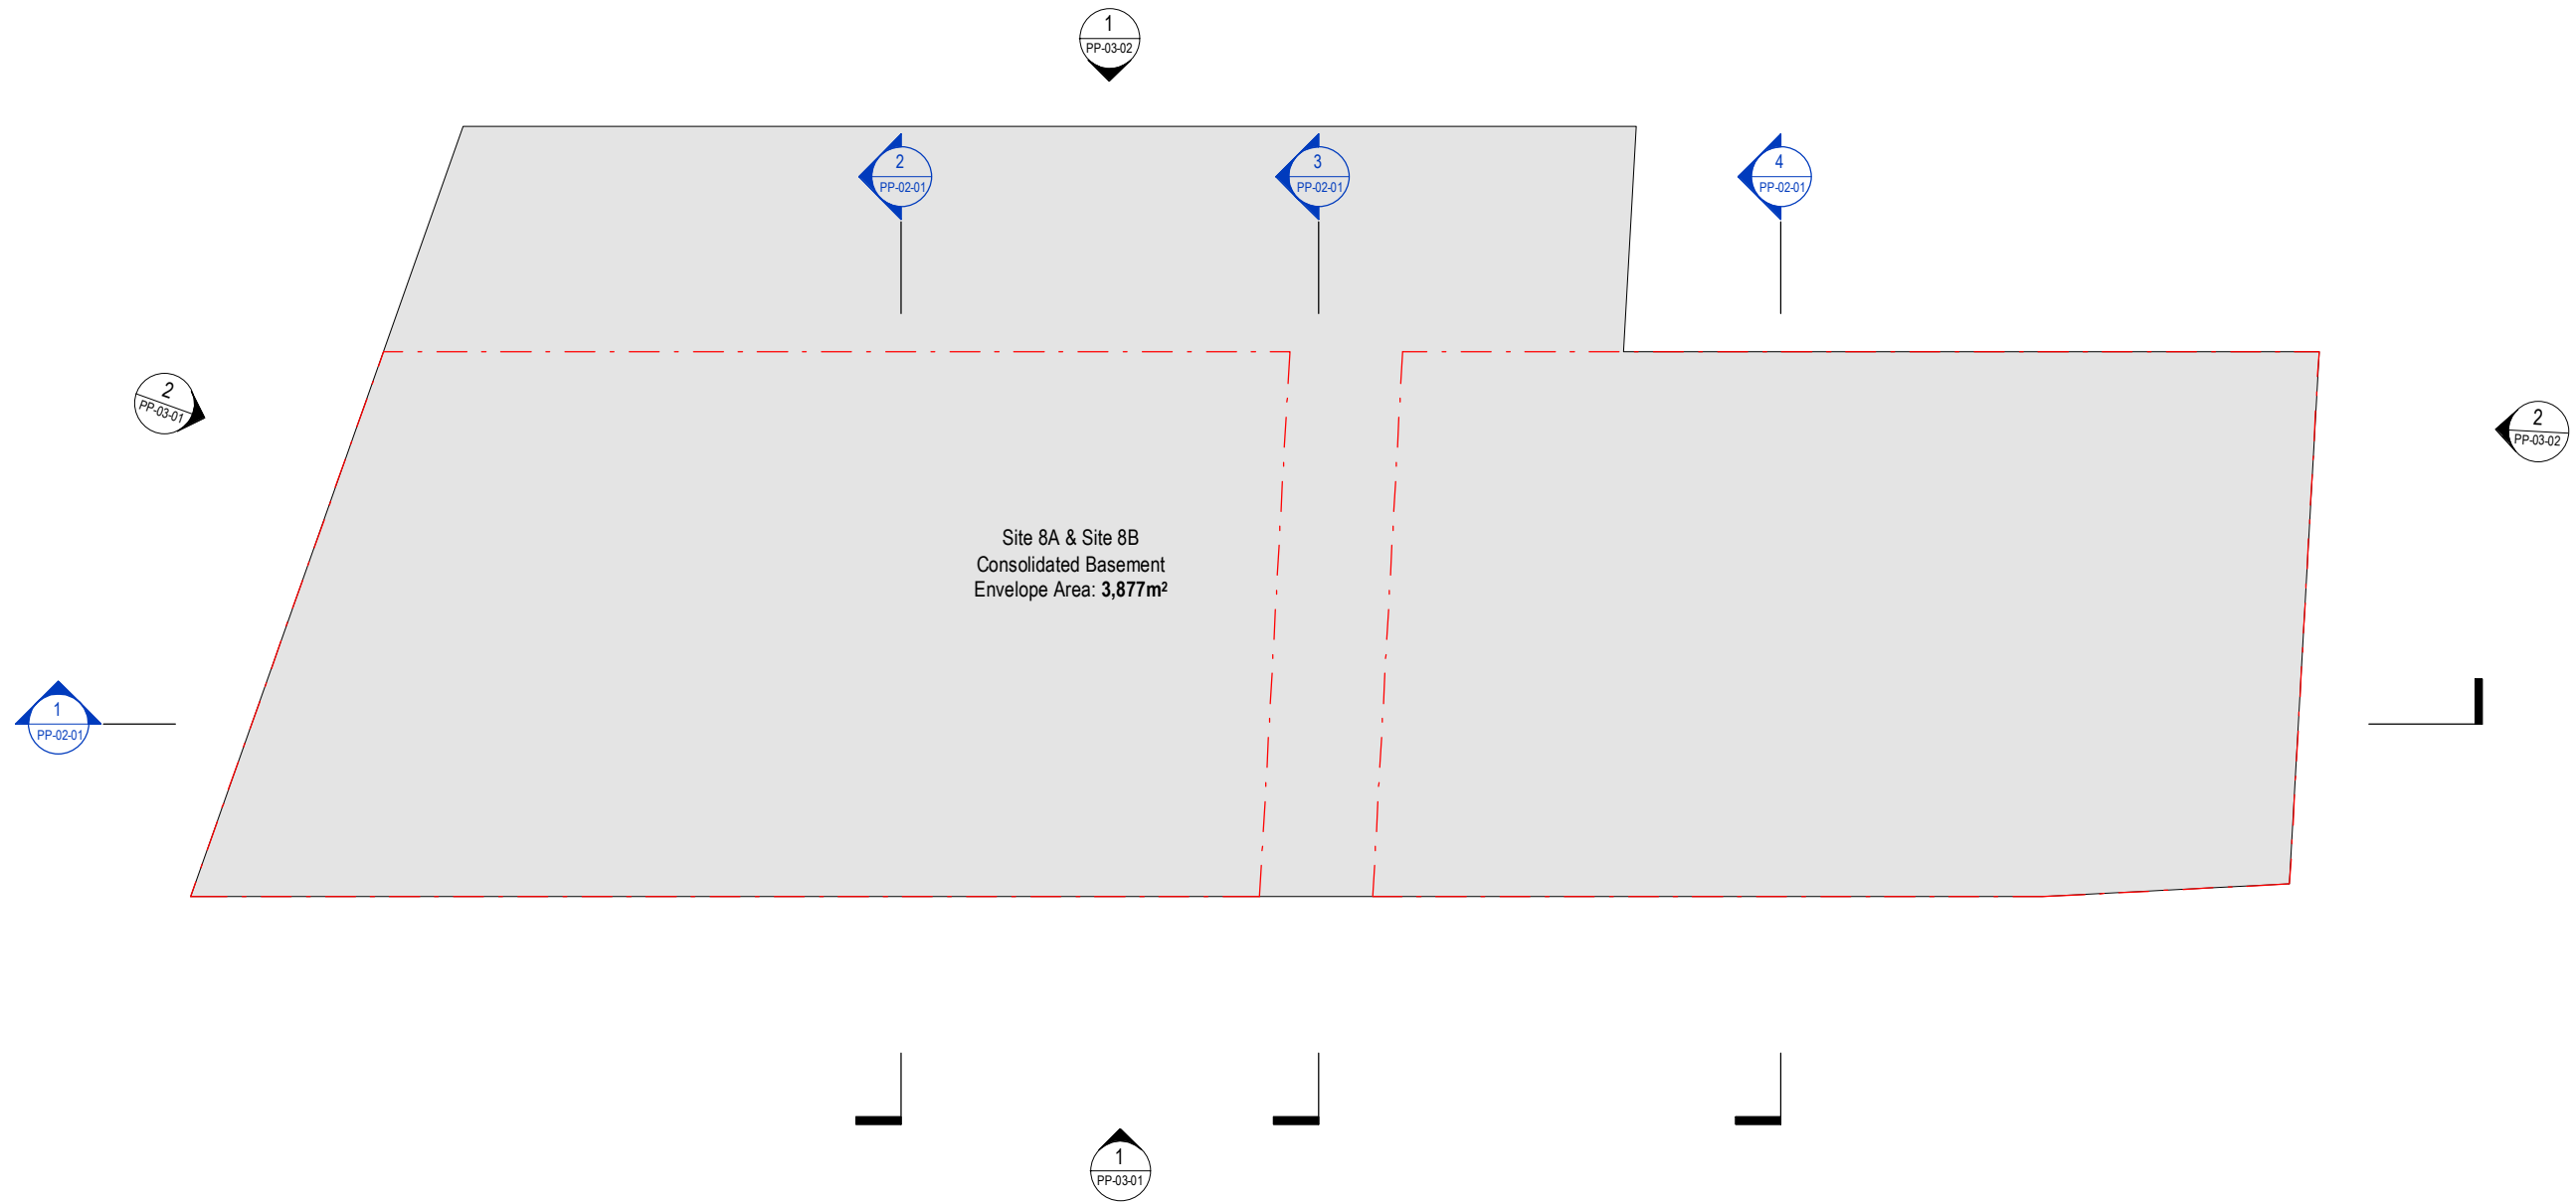 1
PP-03-02
2
PP-02-01
3
PP-02-01
4
PP-02-01
2
PP-03-01
2
PP-03-02
Site 8A & Site 8B
Consolidated Basement
Envelope Area: 3,877m²
1
PP-02-01
1
PP-03-01